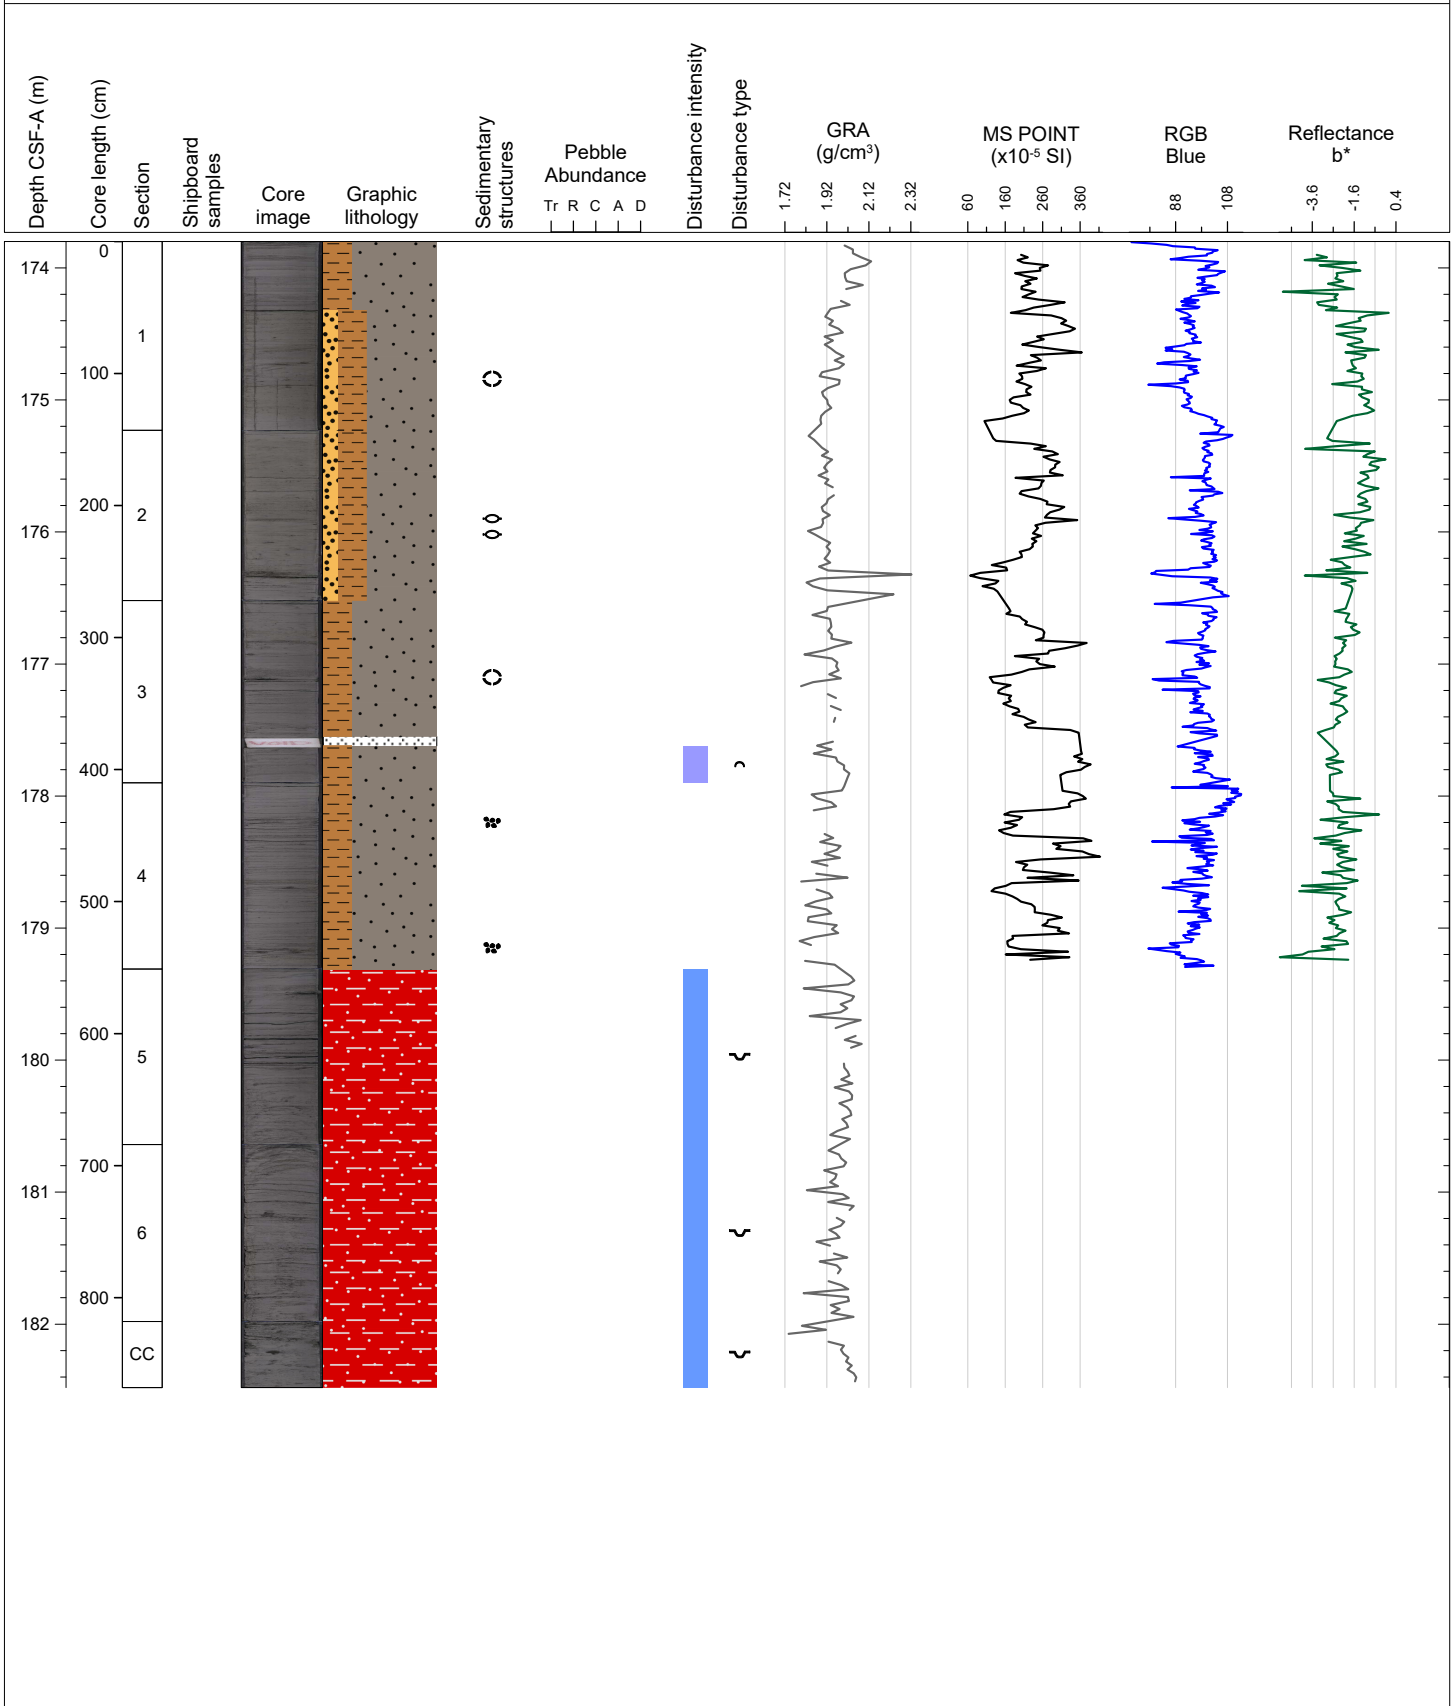 Depth CSF-A (m)
Core length (cm)
Section
Shipboard
samples
Core
image
Graphic
lithology
Sedimentary
structures
Pebble
Abundance
Tr R C A D
Disturbance intensity
Disturbance type
GRA
(g/cm³)
1.72 1.92 2.12 2.32
MS POINT
(x10⁻⁵ SI)
60 160 260 360
RGB
Blue
88 108
Reflectance
b*
-3.6 -1.6 0.4
0
174
1
100
175
200
2
176
300
177
3
400
178
4
500
179
600
5
180
700
181
6
800
182
CC